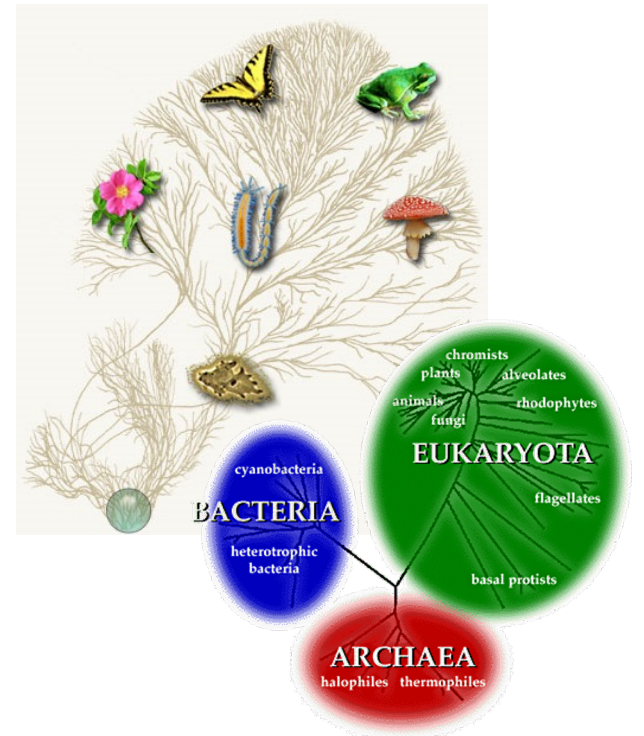 chromists
plants
alveolates
animals
rhodophytes
fungi
EUKARYOTA
cyanobacteria
flagellates
BACTERIA
heterotrophic
bacteria
basal protists
ARCHAEA
halophiles thermophiles